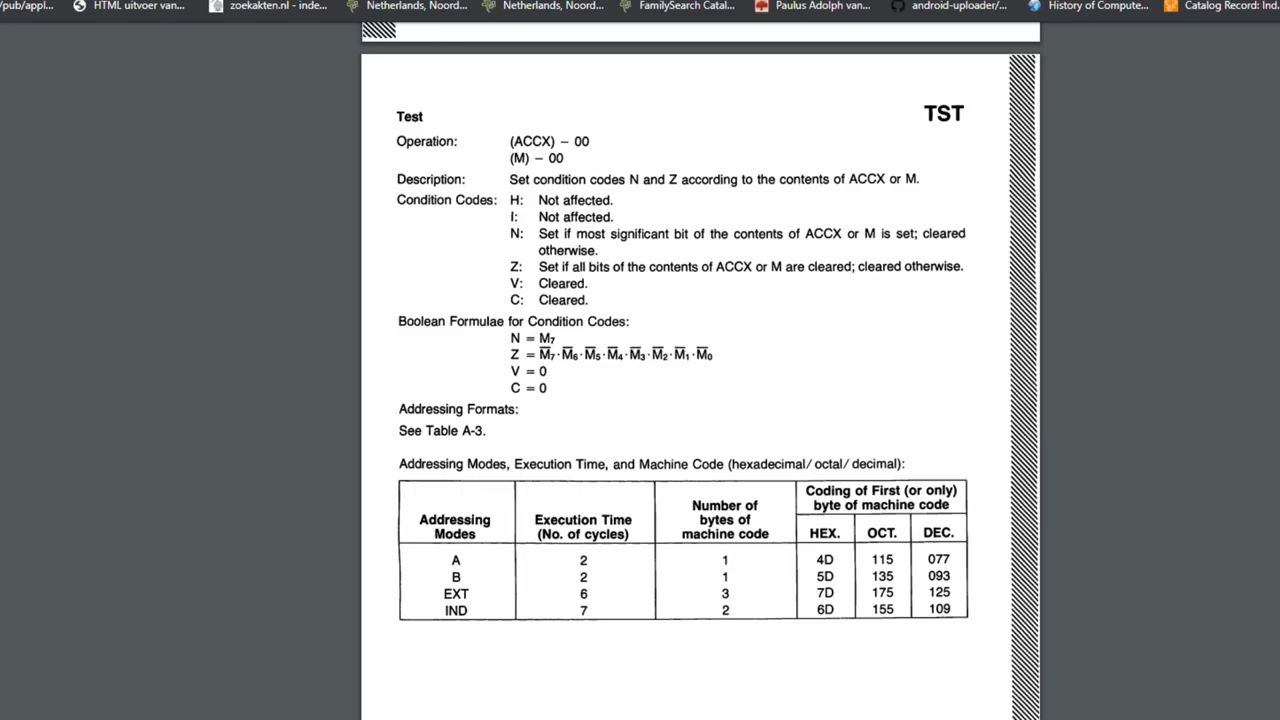 /pub/appl... HTML uitvoer van... zoekakten.nl - inde... Netherlands, Noord... Netherlands, Noord... FamilySearch Catal... Paulus Adolph van... android-uploader/... History of Compute... Catalog Record: Ind.
Test TST
Operation: (ACCX) – 00
(M) – 00
Description: Set condition codes N and Z according to the contents of ACCX or M.
Condition Codes: H: Not affected.
I: Not affected.
N: Set if most significant bit of the contents of ACCX or M is set; cleared
otherwise.
Z: Set if all bits of the contents of ACCX or M are cleared; cleared otherwise.
V: Cleared.
C: Cleared.
Boolean Formulae for Condition Codes:
N = M₇
Z = M̅₇·M̅₆·M̅₅·M̅₄·M̅₃·M̅₂·M̅₁·M̅₀
V = 0
C = 0
Addressing Formats:
See Table A-3.
Addressing Modes, Execution Time, and Machine Code (hexadecimal/octal/decimal):
Addressing Modes Execution Time (No. of cycles) Number of bytes of machine code Coding of First (or only) byte of machine code
HEX. OCT. DEC.
A 2 1 4D 115 077
B 2 1 5D 135 093
EXT 6 3 7D 175 125
IND 7 2 6D 155 109